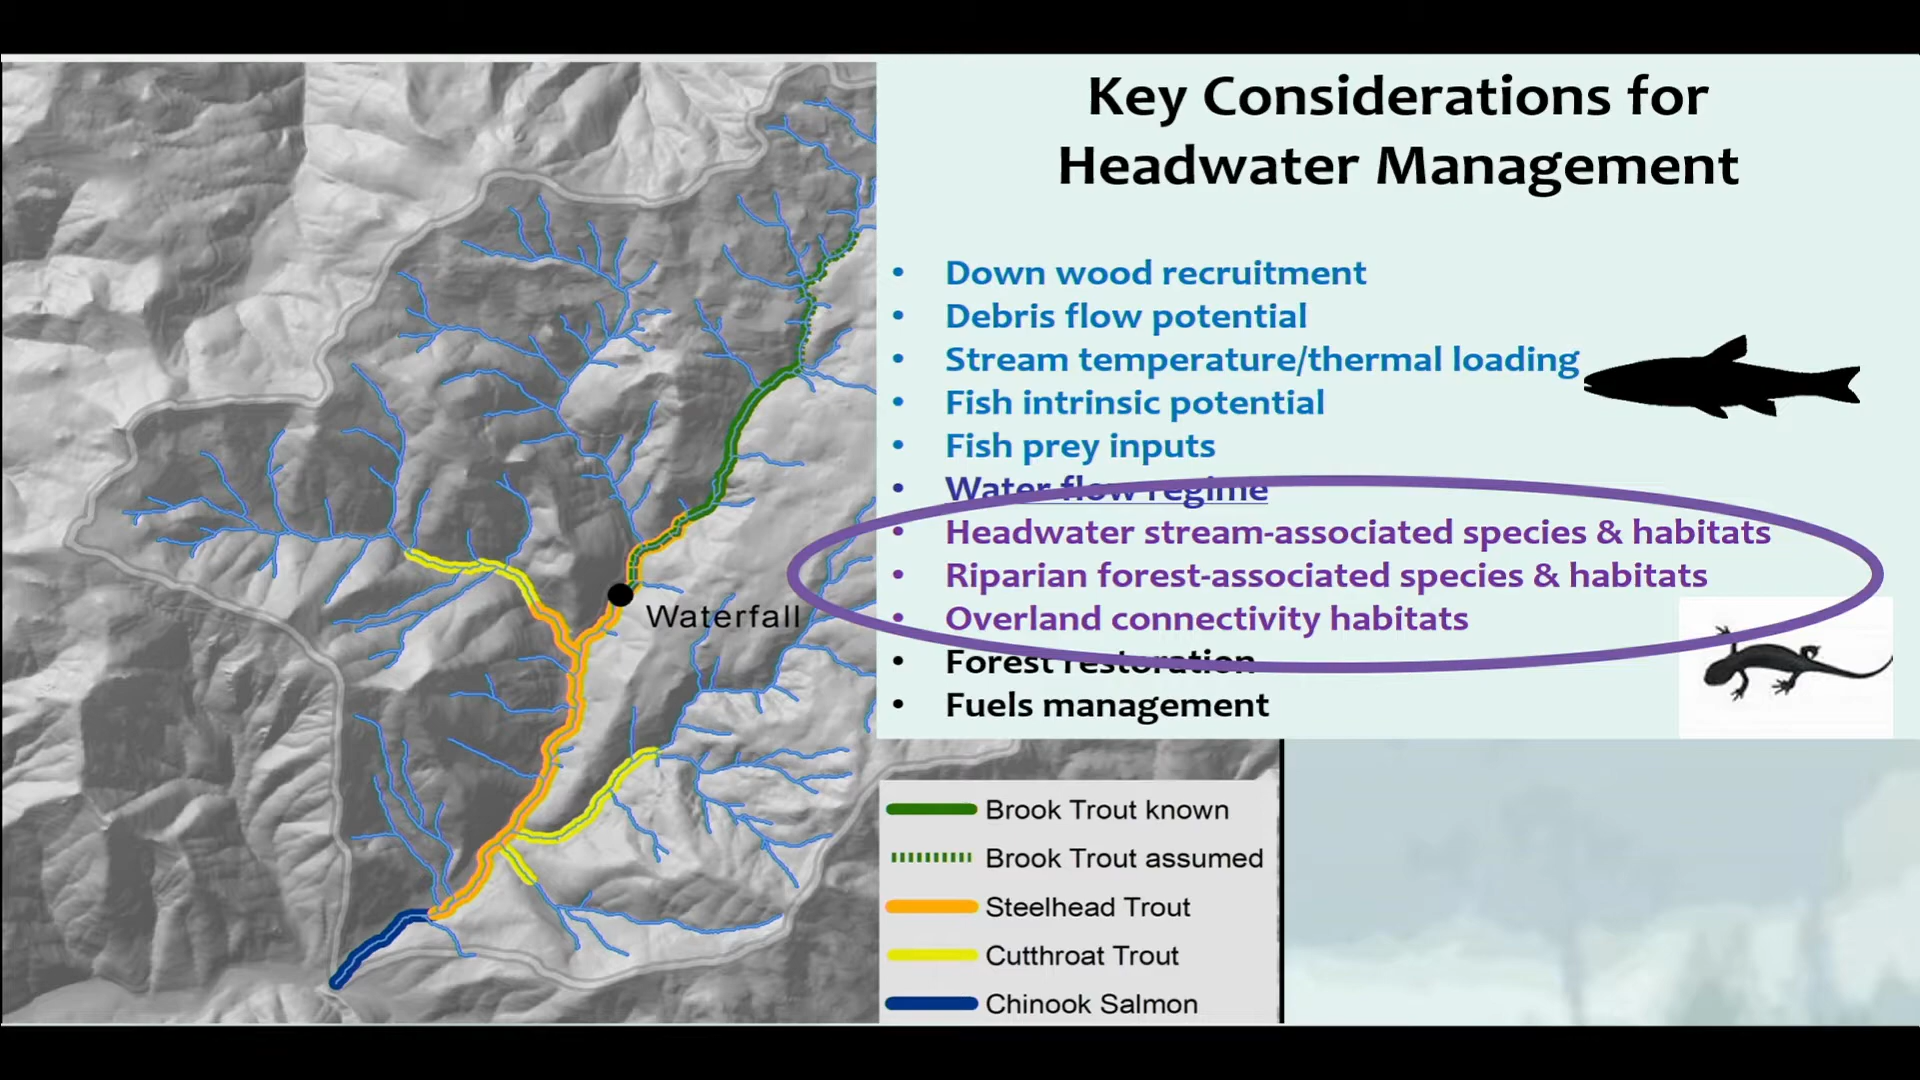 Key Considerations for
Headwater Management
• Down wood recruitment
• Debris flow potential
• Stream temperature/thermal loading
• Fish intrinsic potential
• Fish prey inputs
• Water flow regime
• Headwater stream-associated species & habitats
• Riparian forest-associated species & habitats
• Overland connectivity habitats
• Forest restoration
• Fuels management
Waterfall
Brook Trout known
Brook Trout assumed
Steelhead Trout
Cutthroat Trout
Chinook Salmon